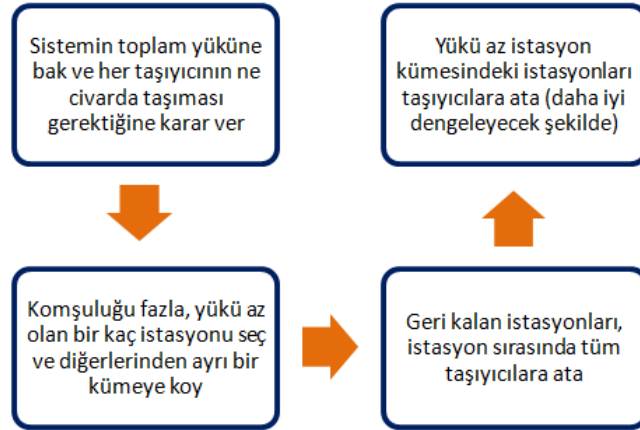 Sistemin toplam yüküne
bak ve her taşıyıcının ne
civarda taşıması
gerektiğine karar ver
Komşuluğu fazla, yükü az
olan bir kaç istasyonu seç
ve diğerlerinden ayrı bir
kümeye koy
Geri kalan istasyonları,
istasyon sırasında tüm
taşıyıcılara ata
Yükü az istasyon
kümesindeki istasyonları
taşıyıcılara ata (daha iyi
dengeleyecek şekilde)